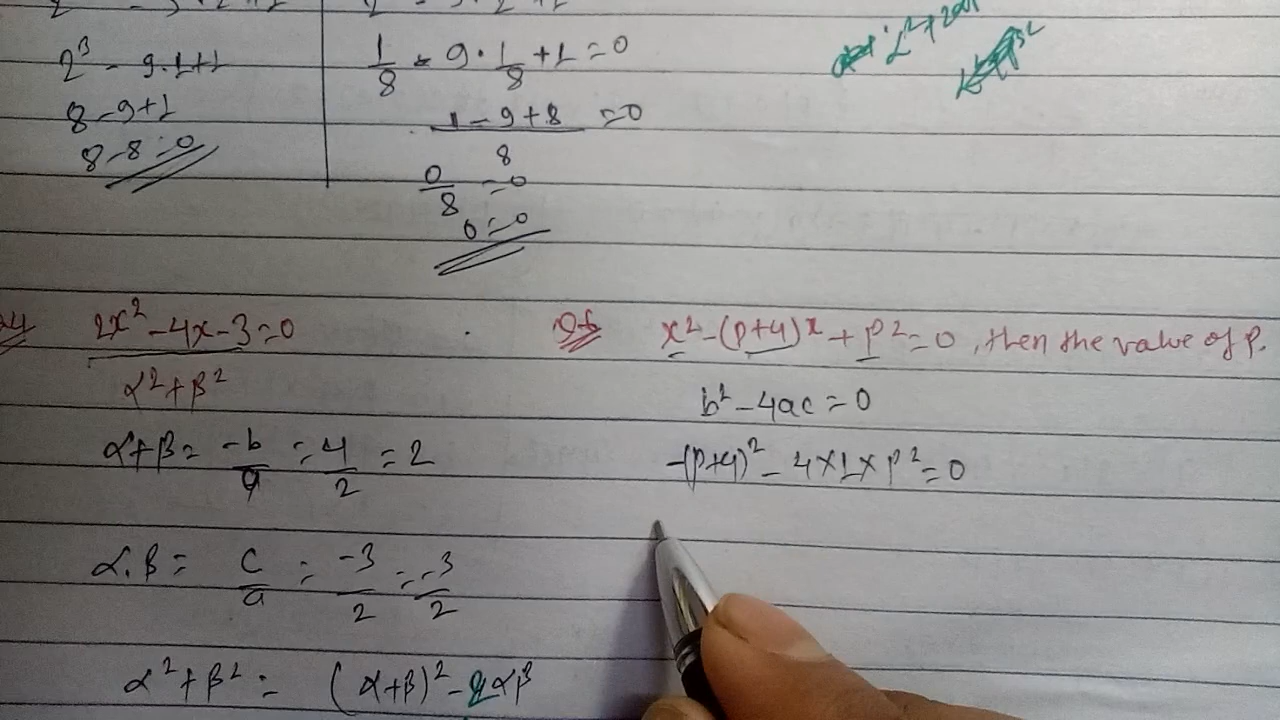 2³ - 9.1+1
8-9+1
8-8=0
1/8 - 9·1/8 +1=0
1-9+8/8 =0
0/8 =0
0=0
24 2x²-4x-3=0
α²+β²
α+β= -b/a = 4/2 = 2
α.β = c/a = -3/2 = -3/2
α²+β² = (α+β)²-2αβ
x²-(p+4)x + p²=0, then the value of p.
b²-4ac=0
-(p+4)²- 4×1×p²=0